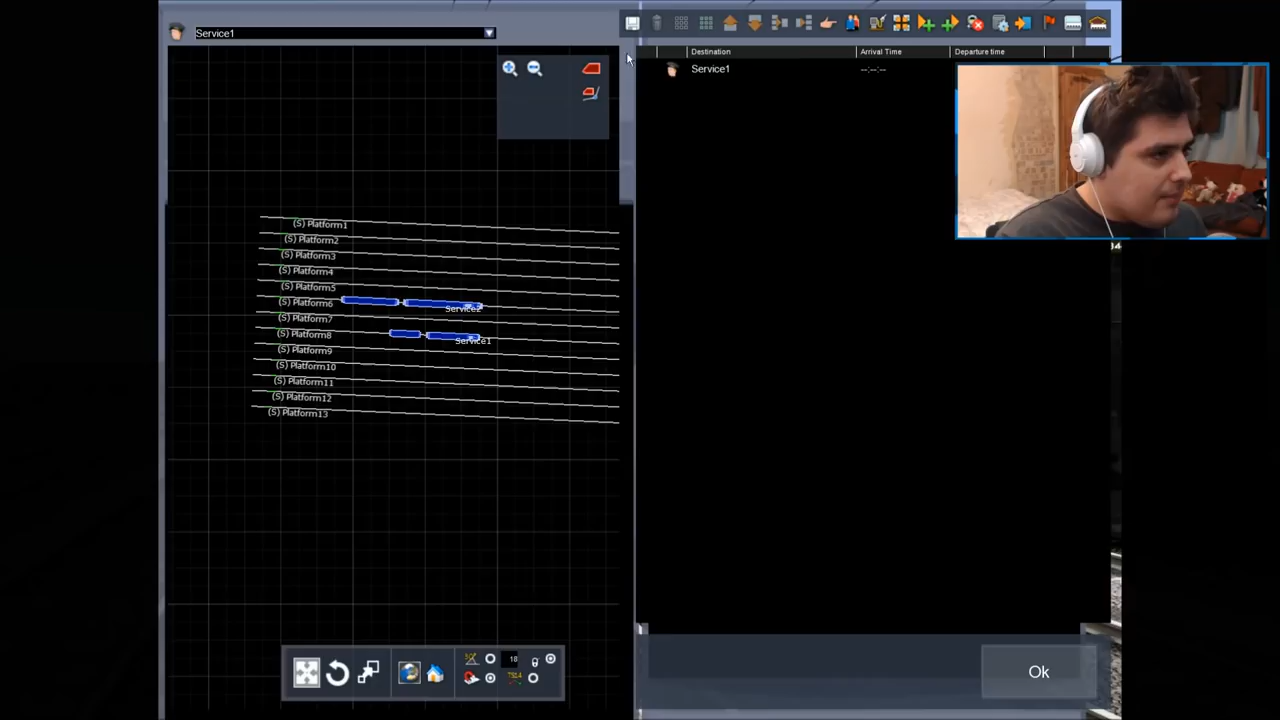 Service1
Destination
Arrival Time
Departure time
Service1
--:--:--
(S) Platform1
(S) Platform2
(S) Platform3
(S) Platform4
(S) Platform5
(S) Platform6
Service2
(S) Platform7
(S) Platform8
Service1
(S) Platform9
(S) Platform10
(S) Platform11
(S) Platform12
(S) Platform13
18
Ok